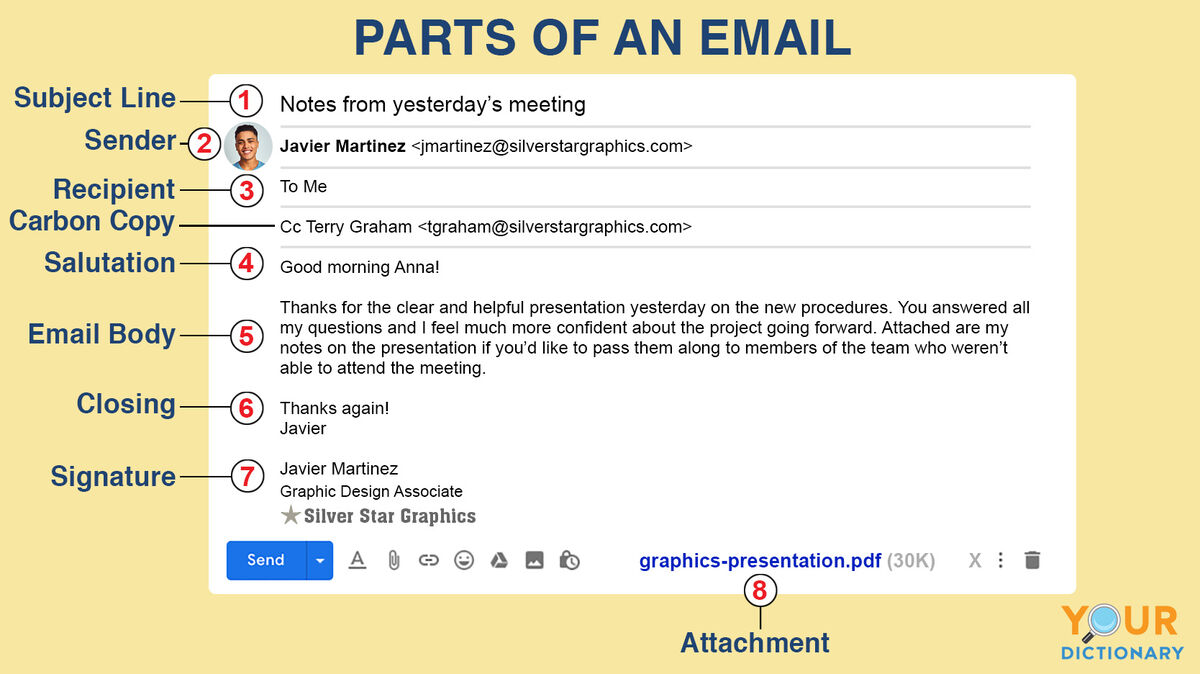 PARTS OF AN EMAIL
Subject Line 1 Notes from yesterday’s meeting
Sender 2 Javier Martinez <jmartinez@silverstargraphics.com>
Recipient 3 To Me
Carbon Copy Cc Terry Graham <tgraham@silverstargraphics.com>
Salutation 4 Good morning Anna!
Thanks for the clear and helpful presentation yesterday on the new procedures. You answered all
Email Body 5 my questions and I feel much more confident about the project going forward. Attached are my
notes on the presentation if you’d like to pass them along to members of the team who weren’t
able to attend the meeting.
Closing 6 Thanks again!
Javier
Signature 7 Javier Martinez
Graphic Design Associate
Silver Star Graphics
Send A graphics-presentation.pdf (30K) X
8
Attachment
YOUR
DICTIONARY